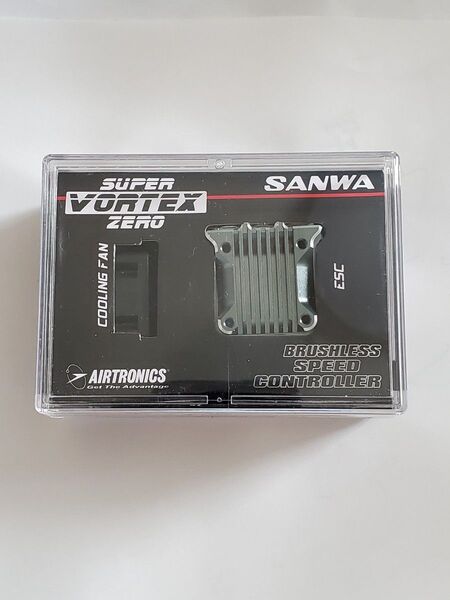 SUPER
VORTEX
ZERO
SANWA
COOLING FAN
ESC
AIRTRONICS
Get The Advantage
BRUSHLESS
SPEED
CONTROLLER